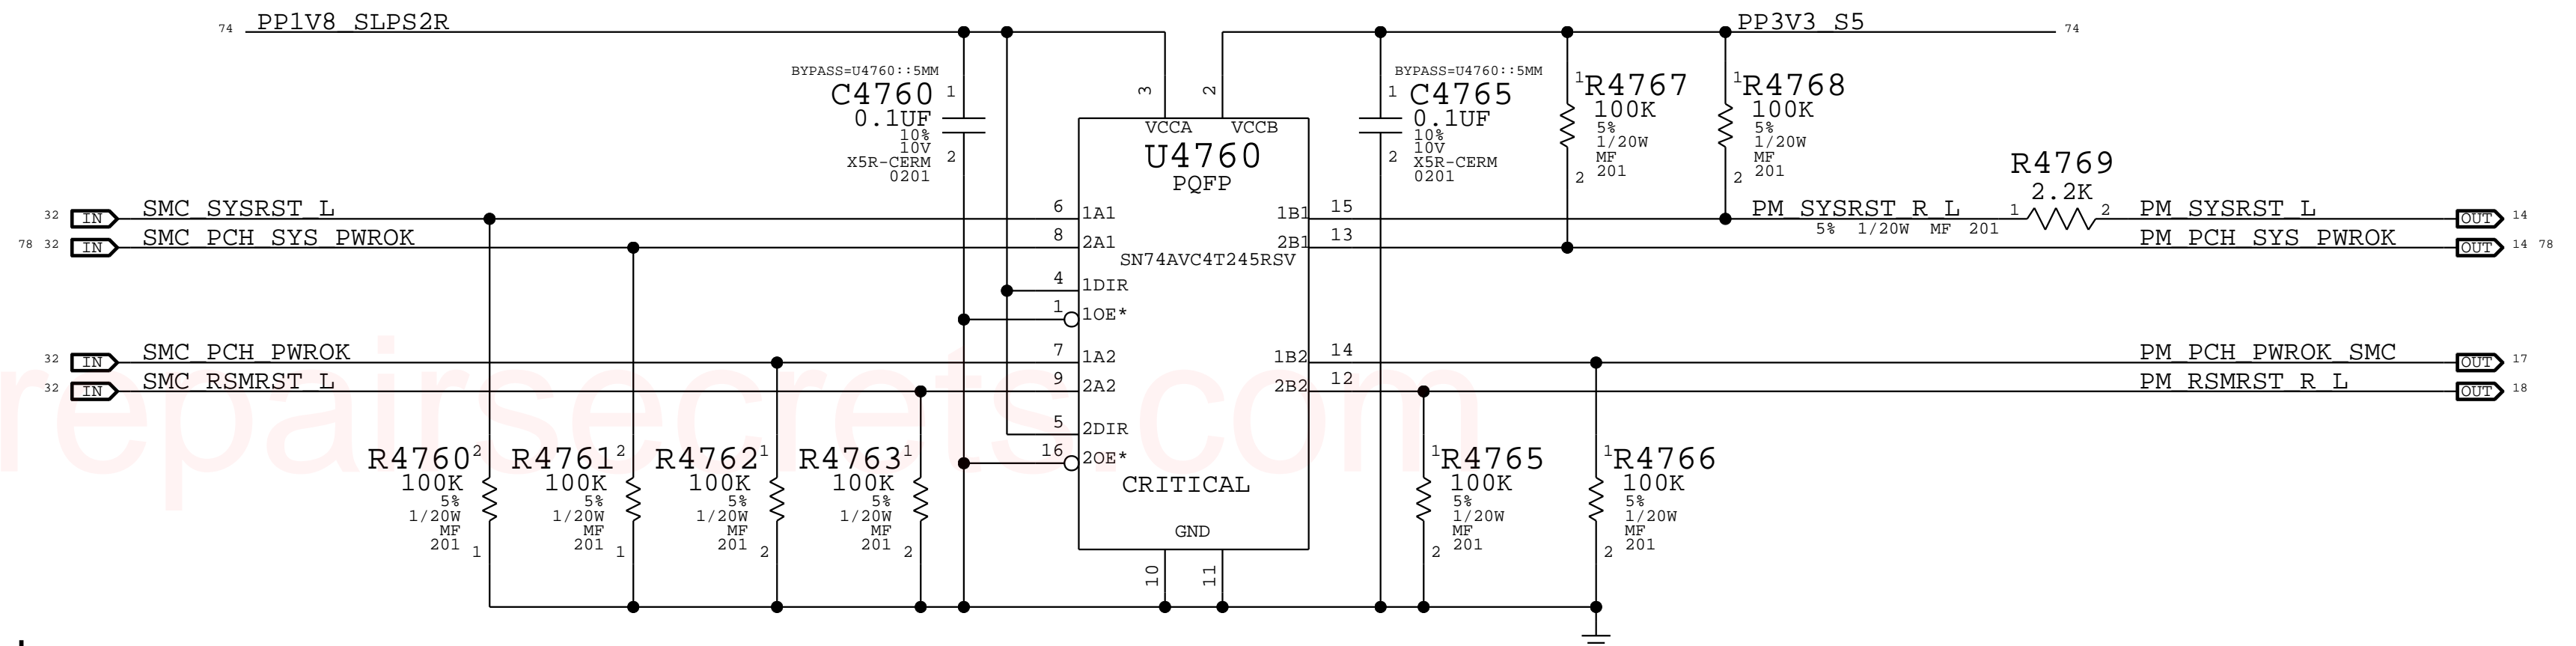 74 PP1V8_SLPS2R
PP3V3_S5 74
BYPASS=U4760::5MM
C4760 1
0.1UF
10%
10V
X5R-CERM 2
0201
3
2
VCCA VCCB
U4760
PQFP
SN74AVC4T245RSV
CRITICAL
GND
10 11
BYPASS=U4760::5MM
1 C4765
0.1UF
10%
10V
2 X5R-CERM
0201
1 R4767
100K
5%
1/20W
MF
2 201
1 R4768
100K
5%
1/20W
MF
2 201
R4769
2.2K
1 2
5% 1/20W MF 201
32 IN SMC_SYSRST_L 6 1A1
1B1 15 PM_SYSRST_R_L PM_SYSRST_L OUT 14
78 32 IN SMC_PCH_SYS_PWROK 8 2A1
2B1 13 PM_PCH_SYS_PWROK OUT 14 78
4 1DIR
1 1OE*
32 IN SMC_PCH_PWROK 7 1A2
1B2 14 PM_PCH_PWROK_SMC OUT 17
32 IN SMC_RSMRST_L 9 2A2
2B2 12 PM_RSMRST_R_L OUT 18
5 2DIR
16 2OE*
R4760 2
100K
5%
1/20W
MF
201 1
R4761 2
100K
5%
1/20W
MF
201 1
R4762 1
100K
5%
1/20W
MF
201 2
R4763 1
100K
5%
1/20W
MF
201 2
1 R4765
100K
5%
1/20W
MF
2 201
1 R4766
100K
5%
1/20W
MF
2 201
repairsecrets.com